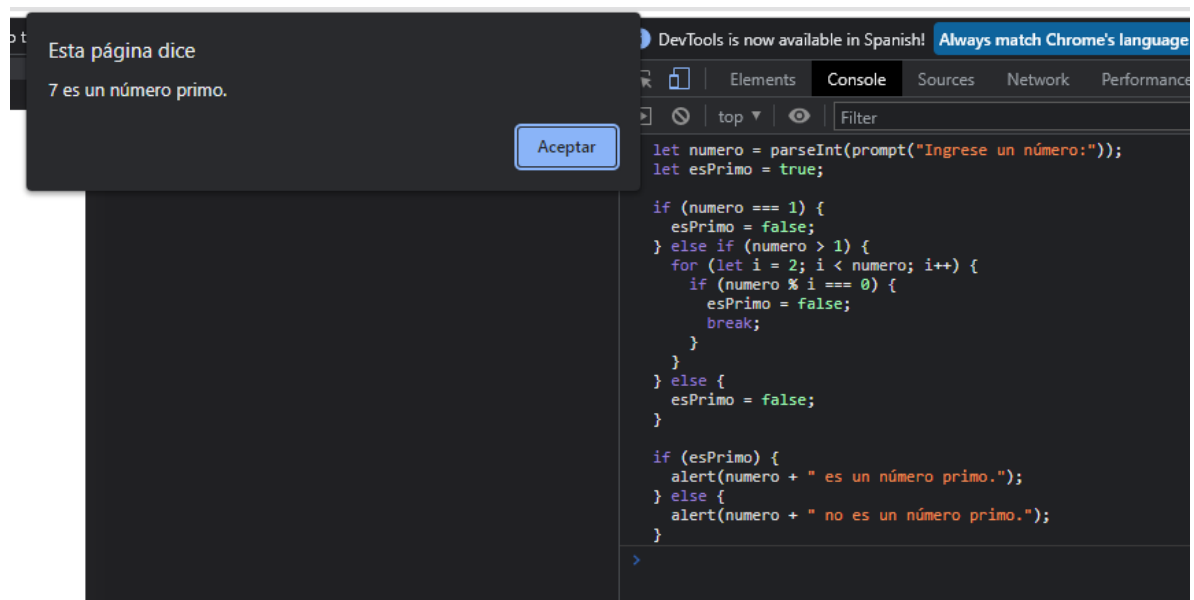 Esta página dice
7 es un número primo.
Aceptar
DevTools is now available in Spanish! Always match Chrome's language
Elements Console Sources Network Performance
top Filter
let numero = parseInt(prompt("Ingrese un número:"));
let esPrimo = true;
if (numero === 1) {
esPrimo = false;
} else if (numero > 1) {
for (let i = 2; i < numero; i++) {
if (numero % i === 0) {
esPrimo = false;
break;
}
}
} else {
esPrimo = false;
}
if (esPrimo) {
alert(numero + " es un número primo.");
} else {
alert(numero + " no es un número primo.");
}
>